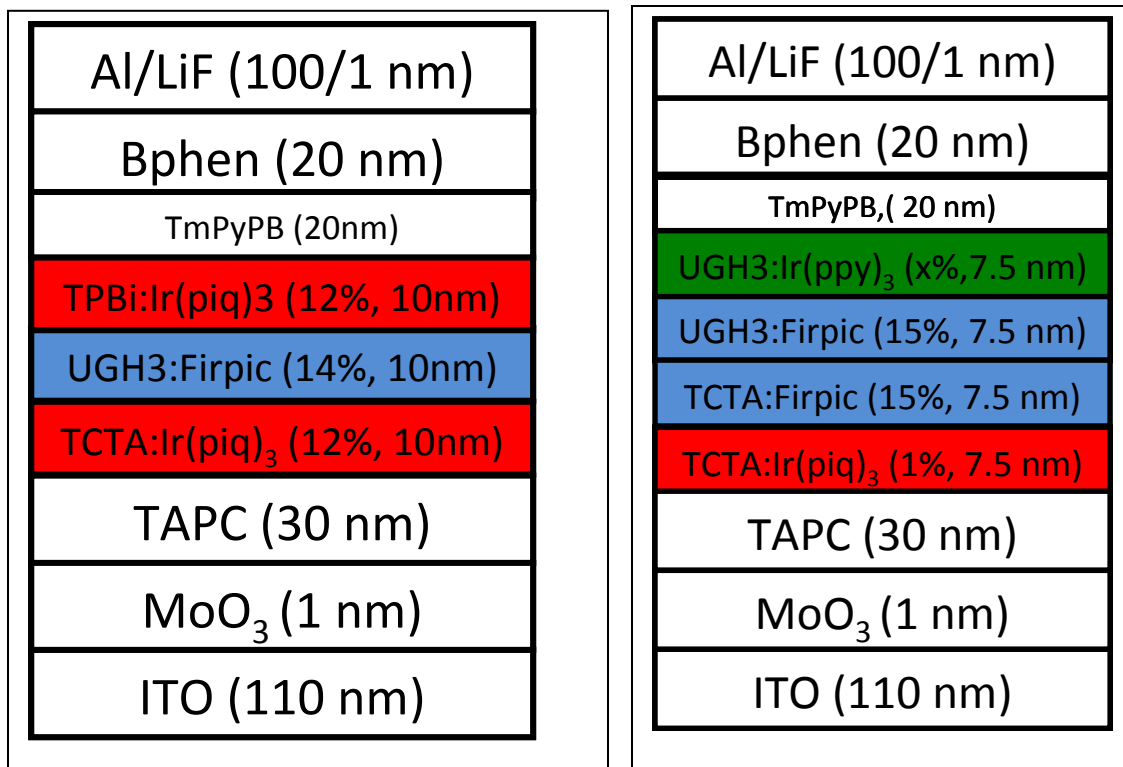 Al/LiF (100/1 nm)
Bphen (20 nm)
TmPyPB (20nm)
TPBi:Ir(piq)3 (12%, 10nm)
UGH3:Firpic (14%, 10nm)
TCTA:Ir(piq)₃ (12%, 10nm)
TAPC (30 nm)
MoO₃ (1 nm)
ITO (110 nm)
Al/LiF (100/1 nm)
Bphen (20 nm)
TmPyPB,( 20 nm)
UGH3:Ir(ppy)₃ (x%,7.5 nm)
UGH3:Firpic (15%, 7.5 nm)
TCTA:Firpic (15%, 7.5 nm)
TCTA:Ir(piq)₃ (1%, 7.5 nm)
TAPC (30 nm)
MoO₃ (1 nm)
ITO (110 nm)